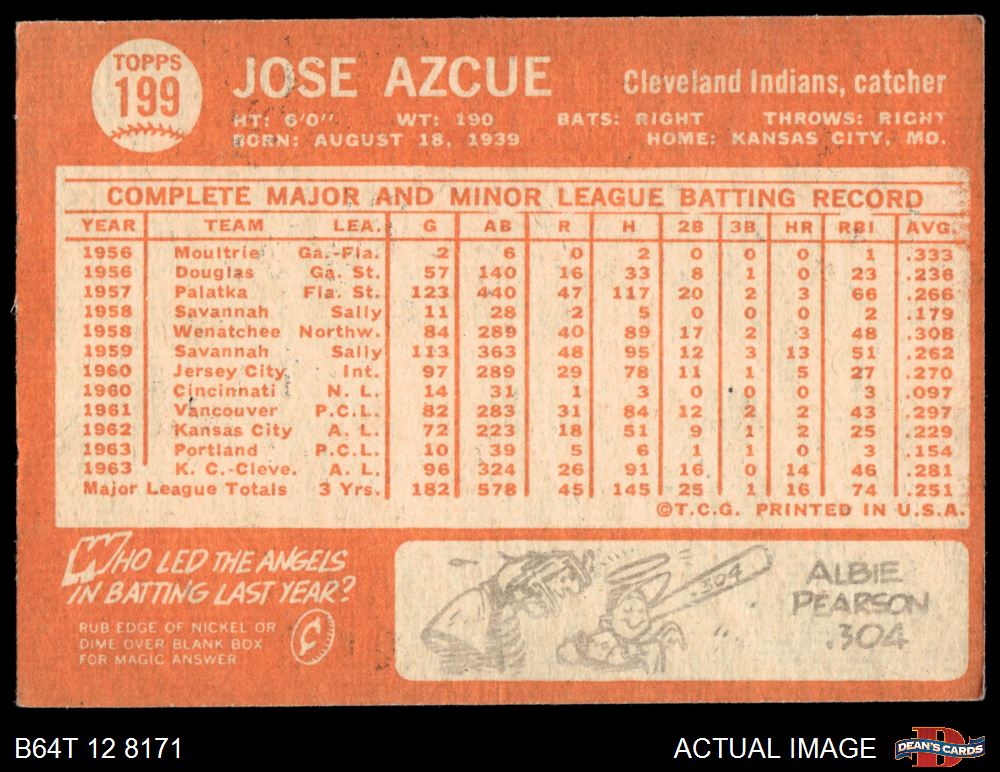 TOPPS
199
JOSE AZCUE
Cleveland Indians, catcher
HT: 6'0" WT: 190 BATS: RIGHT THROWS: RIGHT
BORN: AUGUST 18, 1939 HOME: KANSAS CITY, MO.
COMPLETE MAJOR AND MINOR LEAGUE BATTING RECORD
YEAR TEAM LEA. G AB R H 2B 3B HR RBI AVG.
1956 Moultrie Ga.-Fla. 2 6 0 2 0 0 0 1 .333
1956 Douglas Ga. St. 57 140 16 33 8 1 0 23 .236
1957 Palatka Fla. St. 123 440 47 117 20 2 3 66 .266
1958 Savannah Sally 11 28 2 5 0 0 0 2 .179
1958 Wenatchee Northw. 84 289 40 89 17 2 3 48 .308
1959 Savannah Sally 113 363 48 95 12 3 13 51 .262
1960 Jersey City Int. 97 289 29 78 11 1 5 27 .270
1960 Cincinnati N. L. 14 31 1 3 0 0 0 3 .097
1961 Vancouver P.C.L. 82 283 31 84 12 2 2 43 .297
1962 Kansas City A. L. 72 223 18 51 9 1 2 25 .229
1963 Portland P.C.L. 10 39 5 6 1 1 0 3 .154
1963 K. C.-Cleve. A. L. 96 324 26 91 16 0 14 46 .281
Major League Totals 3 Yrs. 182 578 45 145 25 1 16 74 .251
©T.C.G. PRINTED IN U.S.A.
WHO LED THE ANGELS
IN BATTING LAST YEAR?
RUB EDGE OF NICKEL OR
DIME OVER BLANK BOX
FOR MAGIC ANSWER
¢
.304
ALBIE
PEARSON
.304
B64T 12 8171
ACTUAL IMAGE
D
DEAN'S CARDS